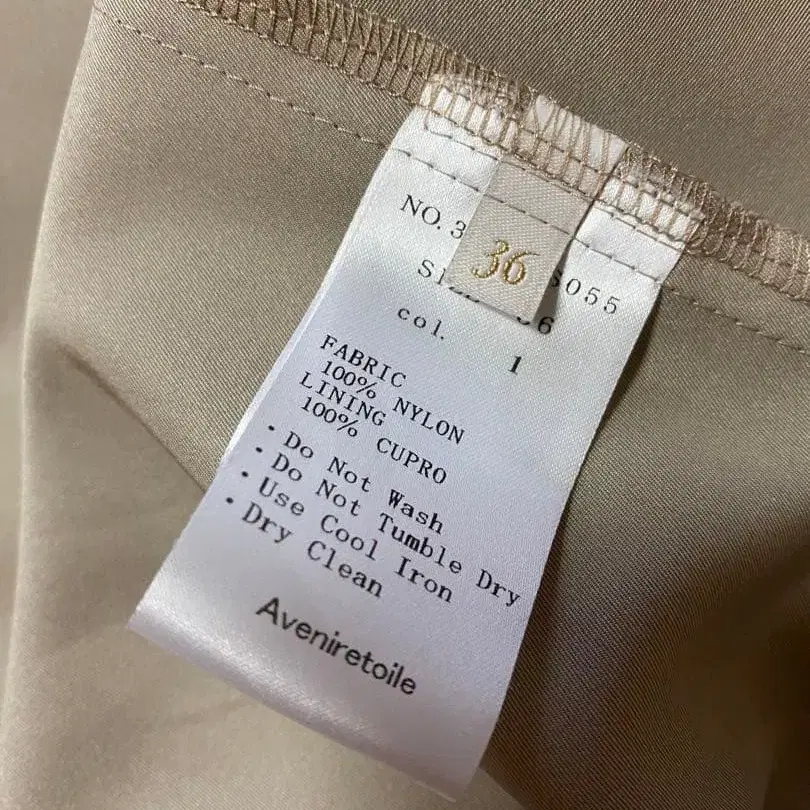 36
NO. 3 S055
6
col. 1
FABRIC
100% NYLON
LINING
100% CUPRO
・Do Not Wash
・Do Not Tumble Dry
・Use Cool Iron
・Dry Clean
Aveniretoile